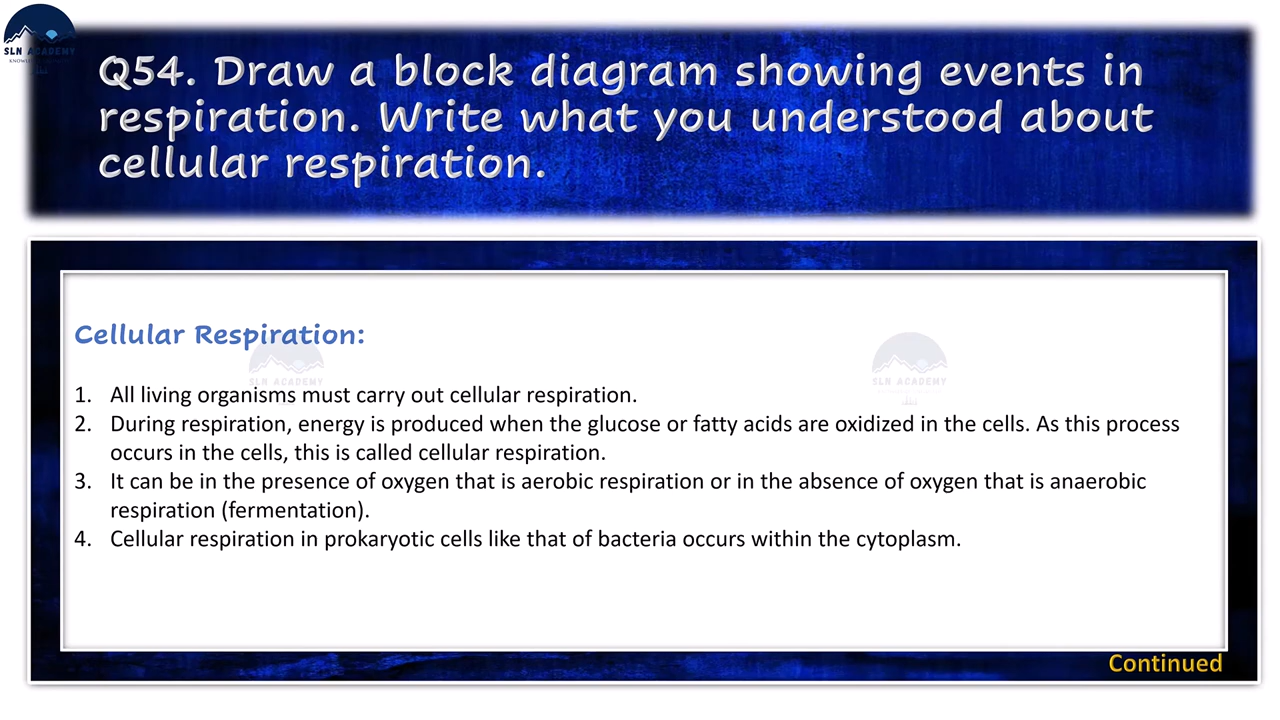 SLN ACADEMY
Q54. Draw a block diagram showing events in
respiration. Write what you understood about
cellular respiration.
Cellular Respiration:
SLN ACADEMY
SLN ACADEMY
1. All living organisms must carry out cellular respiration.
2. During respiration, energy is produced when the glucose or fatty acids are oxidized in the cells. As this process
occurs in the cells, this is called cellular respiration.
3. It can be in the presence of oxygen that is aerobic respiration or in the absence of oxygen that is anaerobic
respiration (fermentation).
4. Cellular respiration in prokaryotic cells like that of bacteria occurs within the cytoplasm.
Continued